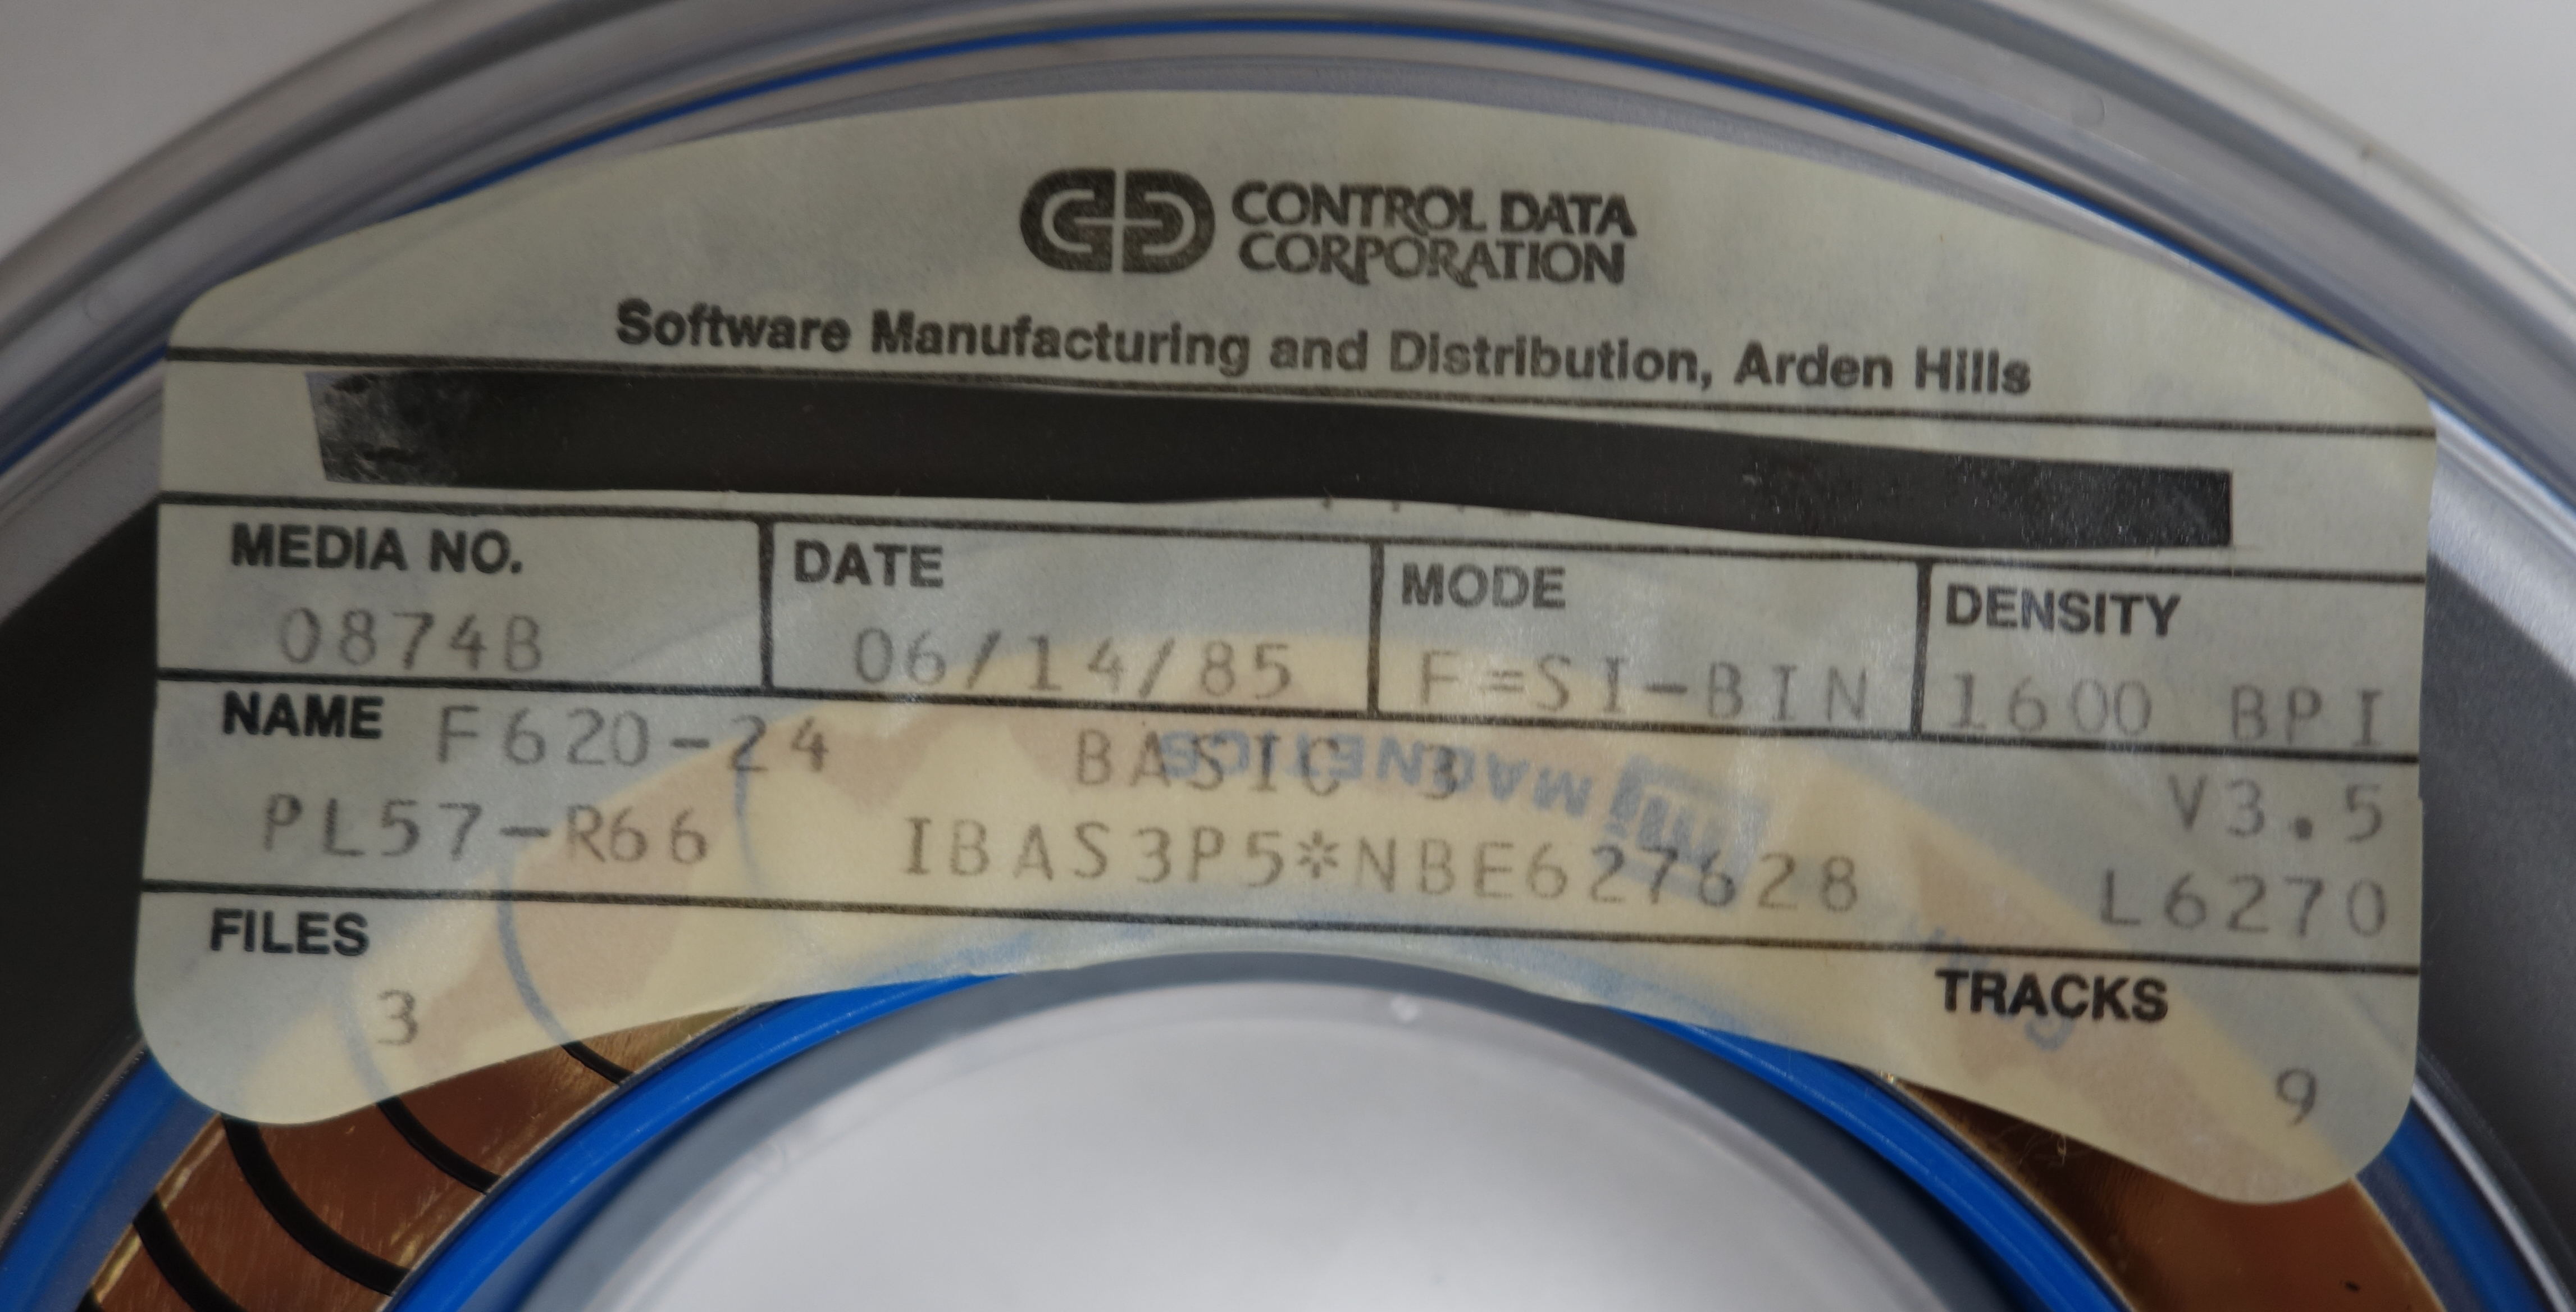 CONTROL DATA
CORPORATION
Software Manufacturing and Distribution, Arden Hills
MEDIA NO. DATE MODE DENSITY
0874B 06/14/85 F=SI-BIN 1600 BPI
NAME F620-24 BASIC 3 V3.5
PL57-R66 IBAS3P5*NBE627628 L6270
FILES TRACKS
3 9
MAGNETICS